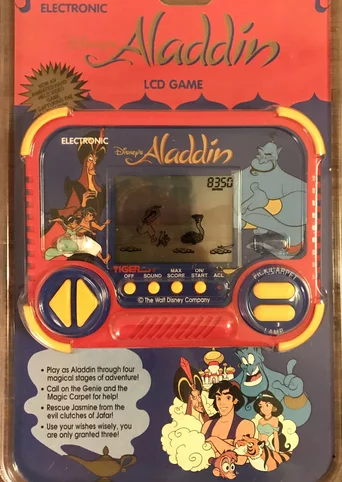 ELECTRONIC
Disney's
Aladdin
LCD GAME
ELECTRONIC
Disney's Aladdin
8350
TIGER
OFF
SOUND
MAX SCORE
ON/ START
ACL
© The Walt Disney Company
MAGIC CARPET
LAMP
• Play as Aladdin through four
magical stages of adventure!
• Call on the Genie and the
Magic Carpet for help!
• Rescue Jasmine from the
evil clutches of Jafar!
• Use your wishes wisely, you
are only granted three!